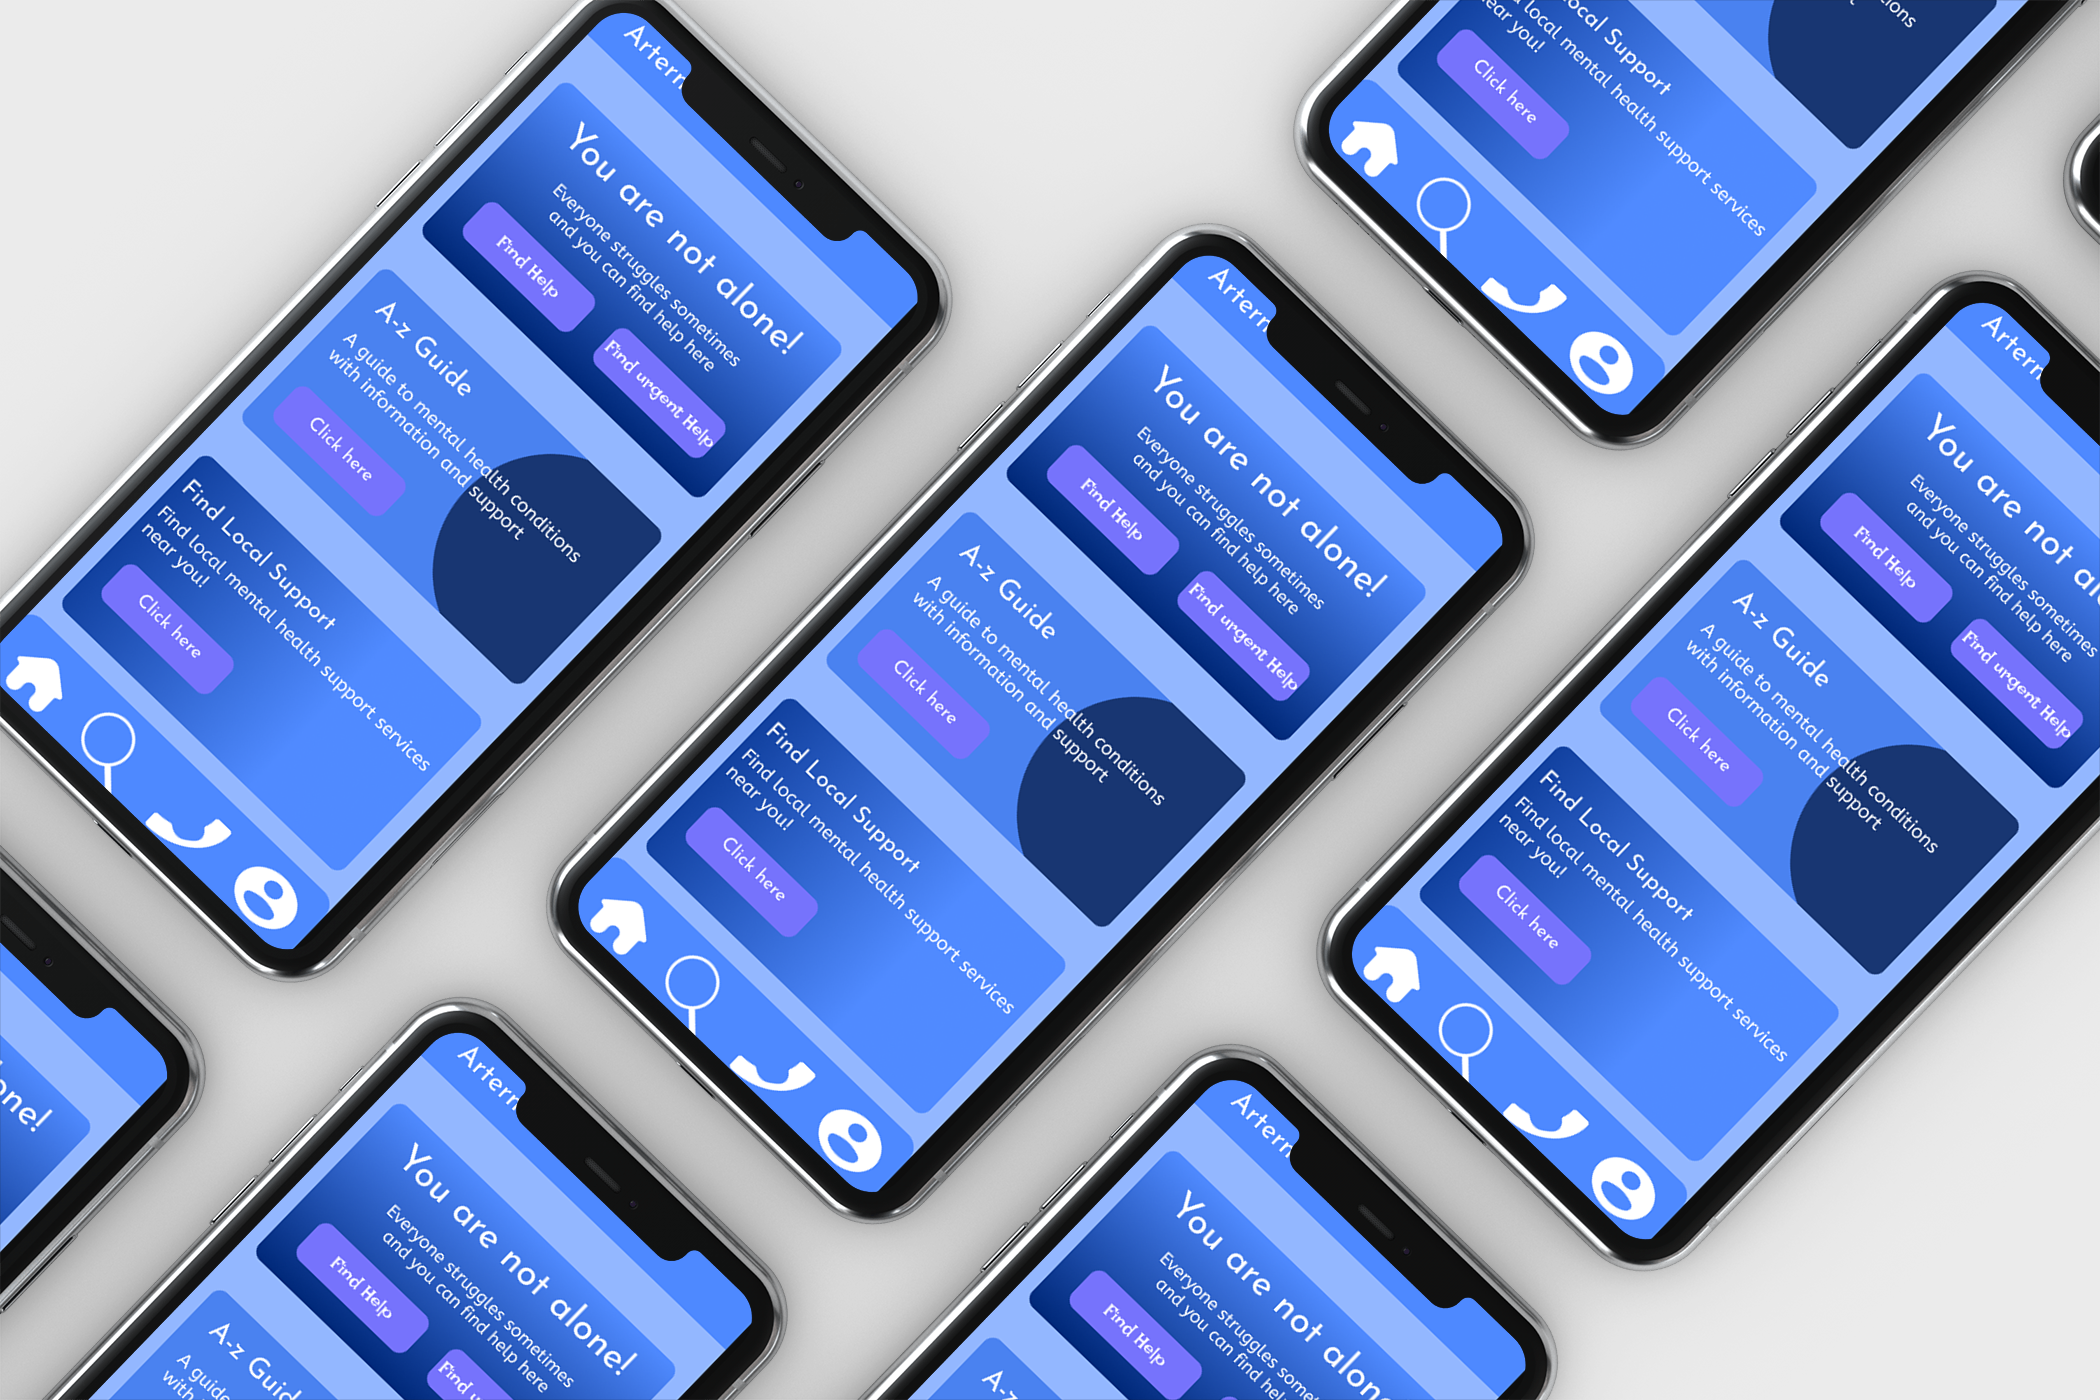 Artern
You are not alone!
Everyone struggles sometimes
and you can find help here
Find Help
Find urgent Help
A-z Guide
A guide to mental health conditions
with information and support
support
Click here
Find Local Support
Find local mental health support services
near you!
Click here
local Support
local mental health support services
near you!
Click here
Artern
You are not alone!
Everyone struggles sometimes
and you can find help here
Find Help
Find urgent Help
A-z Guide
A guide to mental health conditions
with information and support
Click here
Find Local Support
Find local mental health support services
near you!
Click here
Artern
You are not
Everyone struggles sometimes
and you can find help here
Find Help
Find urgent Help
A-z Guide
A guide to mental health conditions
with information and support
Click here
Find Local Support
Find local mental health support services
near you!
Click here
Artern
You are not alone!
Everyone struggles sometimes
and you can find help here
Find Help
Find
A-z Guid
A guide
Artern
You are not alone
Everyone struggles sometimes
and you can find help
Find Help
A-z